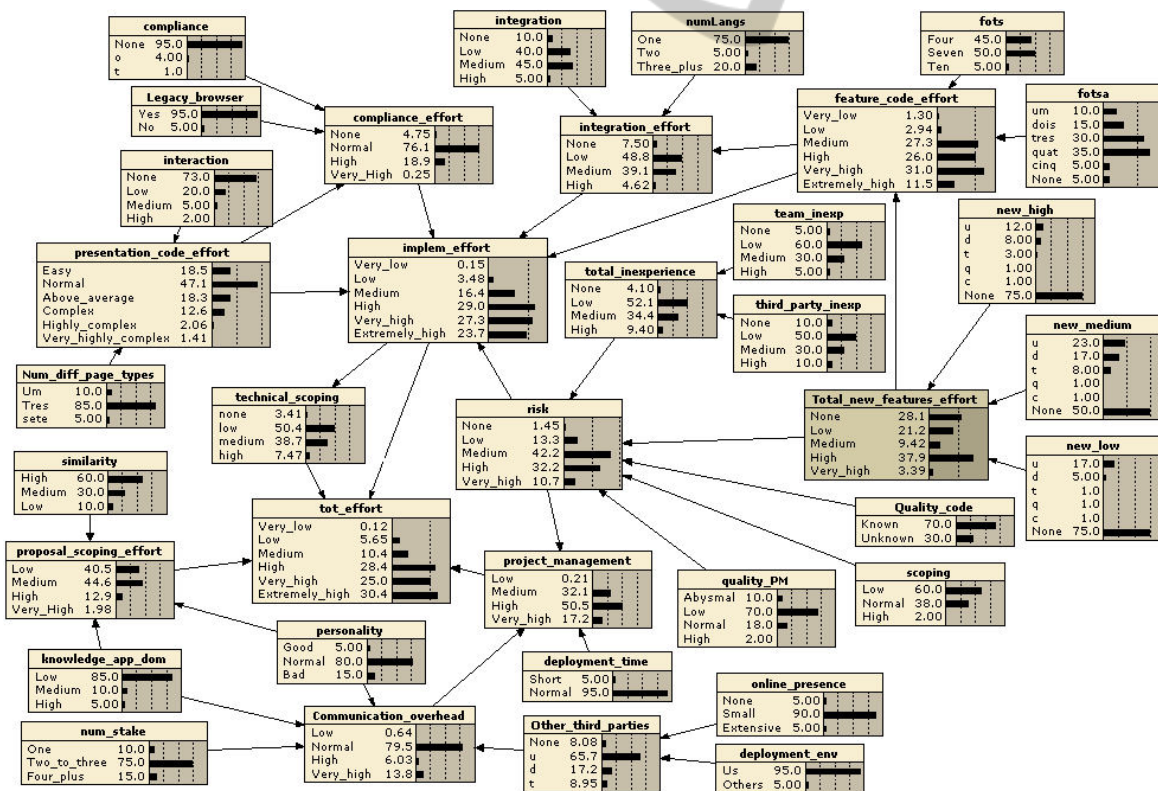 compliance
None 95.0
o 4.00
t 1.0
integration
None 10.0
Low 40.0
Medium 45.0
High 5.00
numLangs
One 75.0
Two 5.00
Three_plus 20.0
fots
Four 45.0
Seven 50.0
Ten 5.00
Legacy_browser
Yes 95.0
No 5.00
compliance_effort
None 4.75
Normal 76.1
High 18.9
Very_High 0.25
integration_effort
None 7.50
Low 48.8
Medium 39.1
High 4.62
feature_code_effort
Very_low 1.30
Low 2.94
Medium 27.3
High 26.0
Very_high 31.0
Extremely_high 11.5
fotsa
um 10.0
dois 15.0
tres 30.0
quat 35.0
cinq 5.00
None 5.00
interaction
None 73.0
Low 20.0
Medium 5.00
High 2.00
presentation_code_effort
Easy 18.5
Normal 47.1
Above_average 18.3
Complex 12.6
Highly_complex 2.06
Very_highly_complex 1.41
implem_effort
Very_low 0.15
Low 3.48
Medium 16.4
High 29.0
Very_high 27.3
Extremely_high 23.7
team_inexp
None 5.00
Low 60.0
Medium 30.0
High 5.00
total_inexperience
None 4.10
Low 52.1
Medium 34.4
High 9.40
third_party_inexp
None 10.0
Low 50.0
Medium 30.0
High 10.0
new_high
u 12.0
d 8.00
t 3.00
q 1.00
c 1.00
None 75.0
new_medium
u 23.0
d 17.0
t 8.00
q 1.00
c 1.00
None 50.0
Num_diff_page_types
Um 10.0
Tres 85.0
sete 5.00
technical_scoping
none 3.41
low 50.4
medium 38.7
high 7.47
risk
None 1.45
Low 13.3
Medium 42.2
High 32.2
Very_high 10.7
Total_new_features_effort
None 28.1
Low 21.2
Medium 9.42
High 37.9
Very_high 3.39
new_low
u 17.0
d 5.00
t 1.0
q 1.0
c 1.0
None 75.0
similarity
High 60.0
Medium 30.0
Low 10.0
tot_effort
Very_low 0.12
Low 5.65
Medium 10.4
High 28.4
Very_high 25.0
Extremely_high 30.4
Quality_code
Known 70.0
Unknown 30.0
proposal_scoping_effort
Low 40.5
Medium 44.6
High 12.9
Very_High 1.98
project_management
Low 0.21
Medium 32.1
High 50.5
Very_high 17.2
quality_PM
Abysmal 10.0
Low 70.0
Normal 18.0
High 2.00
scoping
Low 60.0
Normal 38.0
High 2.00
personality
Good 5.00
Normal 80.0
Bad 15.0
knowledge_app_dom
Low 85.0
Medium 10.0
High 5.00
deployment_time
Short 5.00
Normal 95.0
online_presence
None 5.00
Small 90.0
Extensive 5.00
num_stake
One 10.0
Two_to_three 75.0
Four_plus 15.0
Communication_overhead
Low 0.64
Normal 79.5
High 6.03
Very_high 13.8
Other_third_parties
None 8.08
u 65.7
d 17.2
t 8.95
deployment_env
Us 95.0
Others 5.00